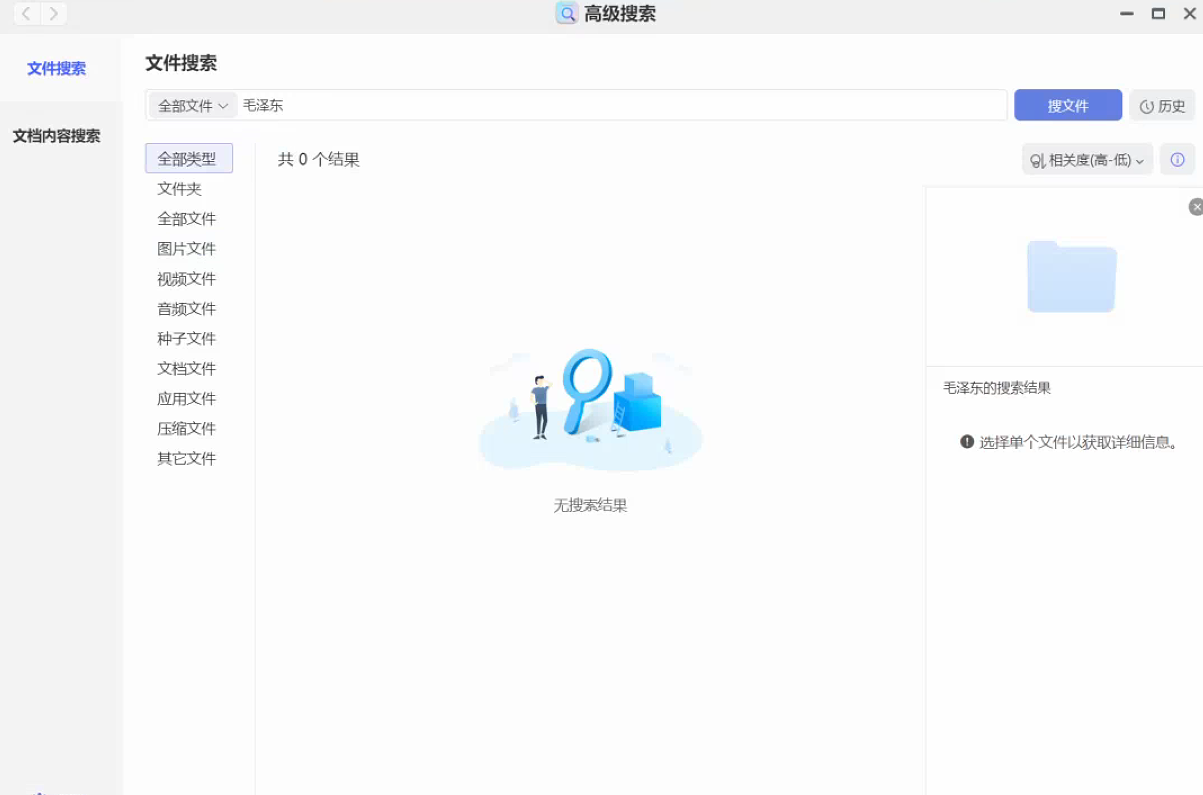 高级搜索
文件搜索
文档内容搜索
文件搜索
全部文件 毛泽东 搜文件 历史
全部类型
文件夹
全部文件
图片文件
视频文件
音频文件
种子文件
文档文件
应用文件
压缩文件
其它文件
共 0 个结果
相关度(高-低)
无搜索结果
毛泽东的搜索结果
选择单个文件以获取详细信息。